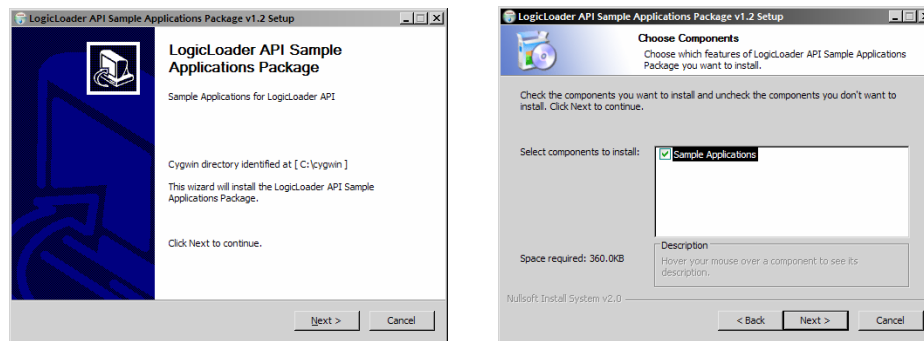 LogicLoader API Sample Applications Package v1.2 Setup
LogicLoader API Sample
Applications Package
Sample Applications for LogicLoader API
Cygwin directory identified at [ C:\cygwin ]
This wizard will install the LogicLoader API Sample
Applications Package.
Click Next to continue.
Next >
Cancel
LogicLoader API Sample Applications Package v1.2 Setup
Choose Components
Choose which features of LogicLoader API Sample Applications
Package you want to install.
Check the components you want to install and uncheck the components you don't want to
install. Click Next to continue.
Select components to install:
Sample Applications
Space required: 360.0KB
Description
Hover your mouse over a component to see its
description.
Nullsoft Install System v2.0
< Back
Next >
Cancel